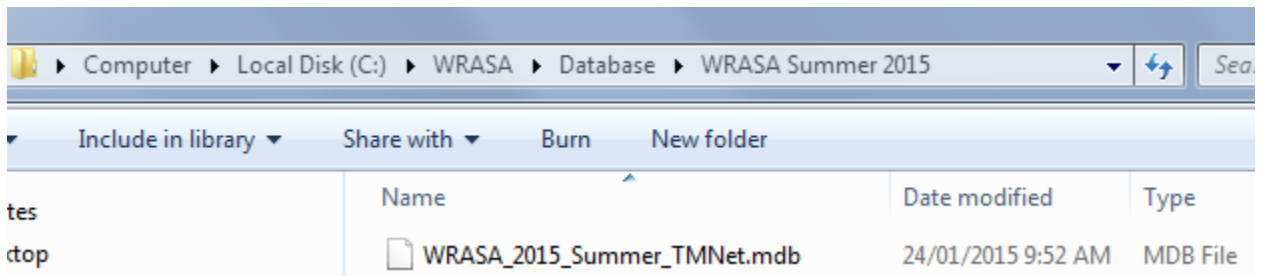 Computer Local Disk (C:) WRASA Database WRASA Summer 2015
Include in library Share with Burn New folder
Name Date modified Type
WRASA_2015_Summer_TMNet.mdb 24/01/2015 9:52 AM MDB File